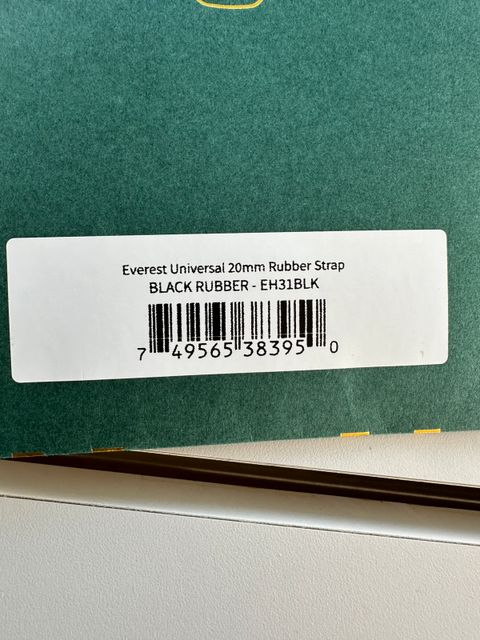 Everest Universal 20mm Rubber Strap
BLACK RUBBER - EH31BLK
7 49565 38395 0